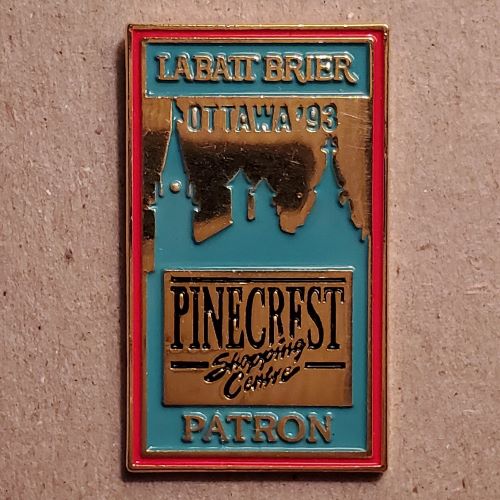 LABATT BRIER
OTTAWA '93
PINECREST
Shopping
Centre
PATRON